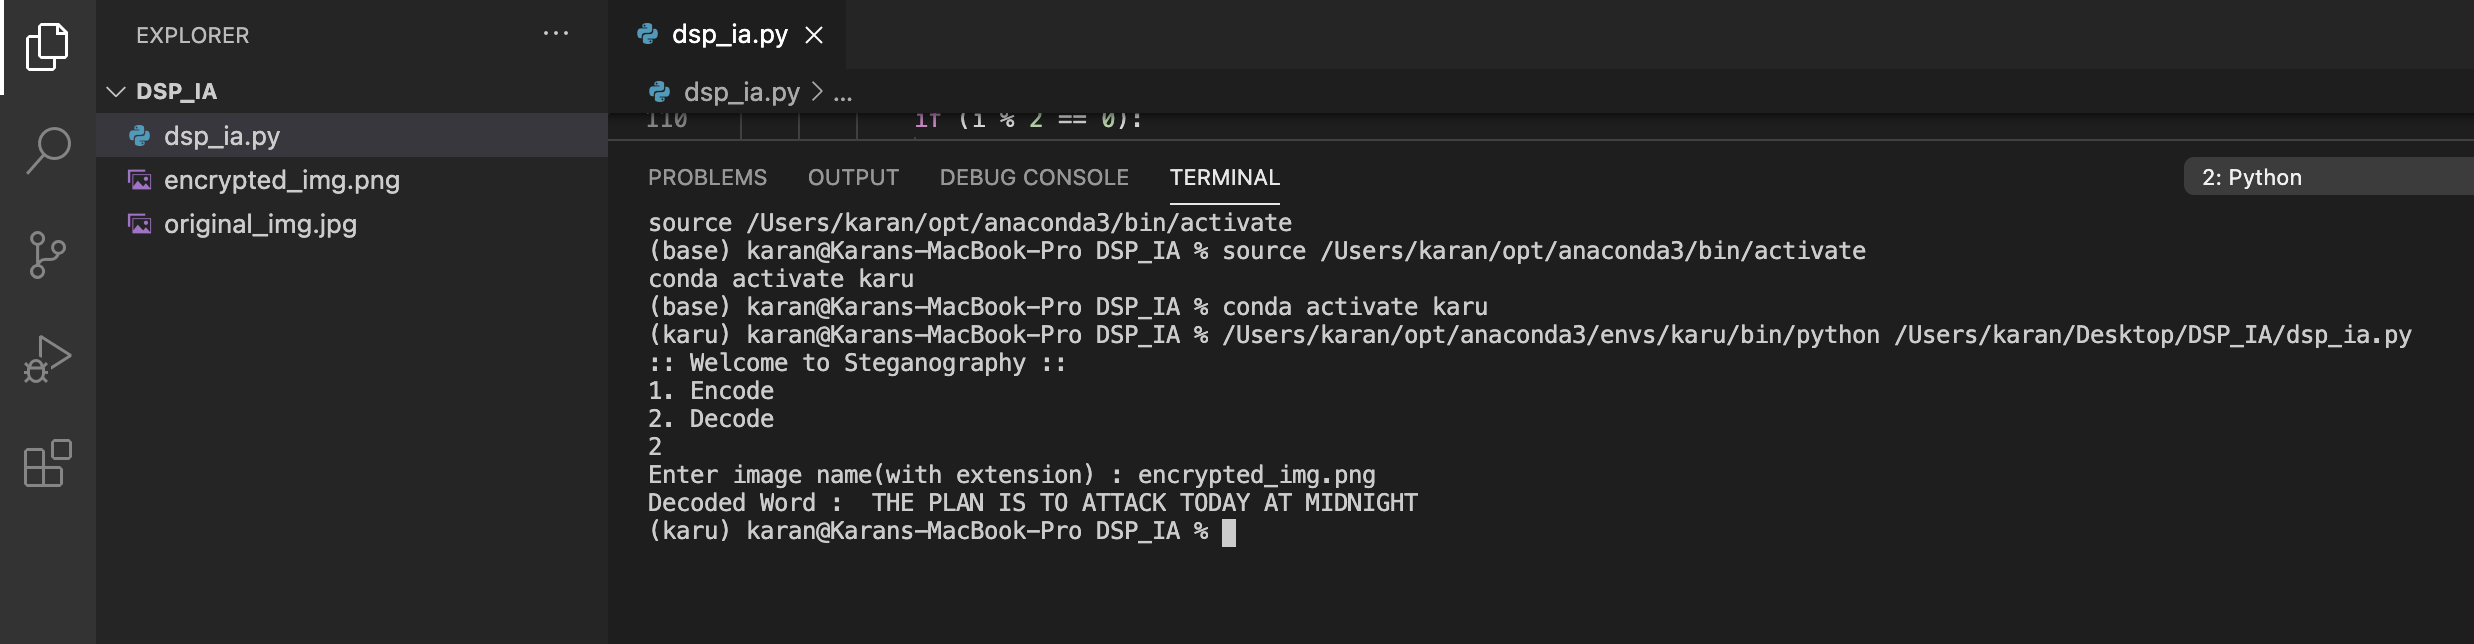 EXPLORER
DSP_IA
dsp_ia.py
encrypted_img.png
original_img.jpg
dsp_ia.py
dsp_ia.py > ...
110 if (i % 2 == 0):
PROBLEMS OUTPUT DEBUG CONSOLE TERMINAL 2: Python
source /Users/karan/opt/anaconda3/bin/activate
(base) karan@Karans-MacBook-Pro DSP_IA % source /Users/karan/opt/anaconda3/bin/activate
conda activate karu
(base) karan@Karans-MacBook-Pro DSP_IA % conda activate karu
(karu) karan@Karans-MacBook-Pro DSP_IA % /Users/karan/opt/anaconda3/envs/karu/bin/python /Users/karan/Desktop/DSP_IA/dsp_ia.py
:: Welcome to Steganography ::
1. Encode
2. Decode
2
Enter image name(with extension) : encrypted_img.png
Decoded Word :  THE PLAN IS TO ATTACK TODAY AT MIDNIGHT
(karu) karan@Karans-MacBook-Pro DSP_IA %